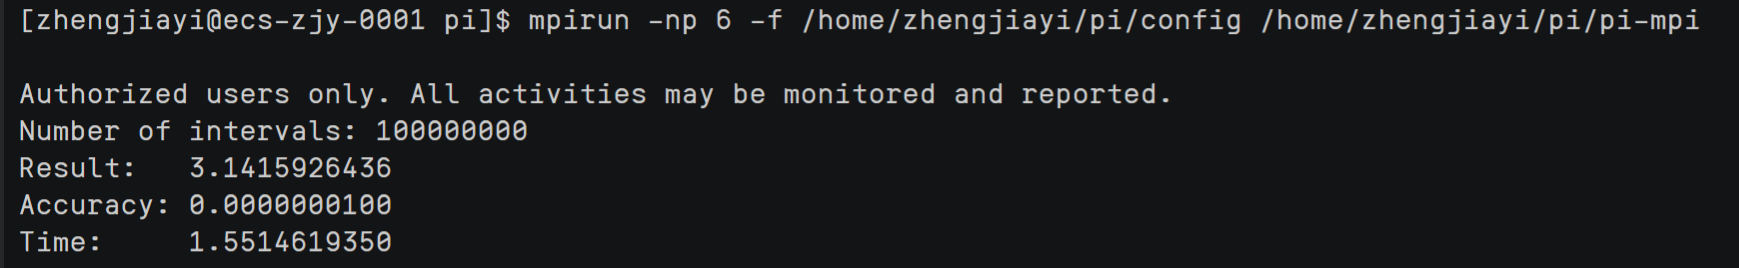 [zhengjiayi@ecs-zjy-0001 pi]$ mpirun -np 6 -f /home/zhengjiayi/pi/config /home/zhengjiayi/pi/pi-mpi
Authorized users only. All activities may be monitored and reported.
Number of intervals: 100000000
Result:   3.1415926436
Accuracy: 0.0000000100
Time:     1.5514619350